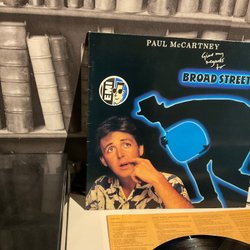 PAUL McCARTNEY
Give my
regards
to
BROAD STREET
EMI